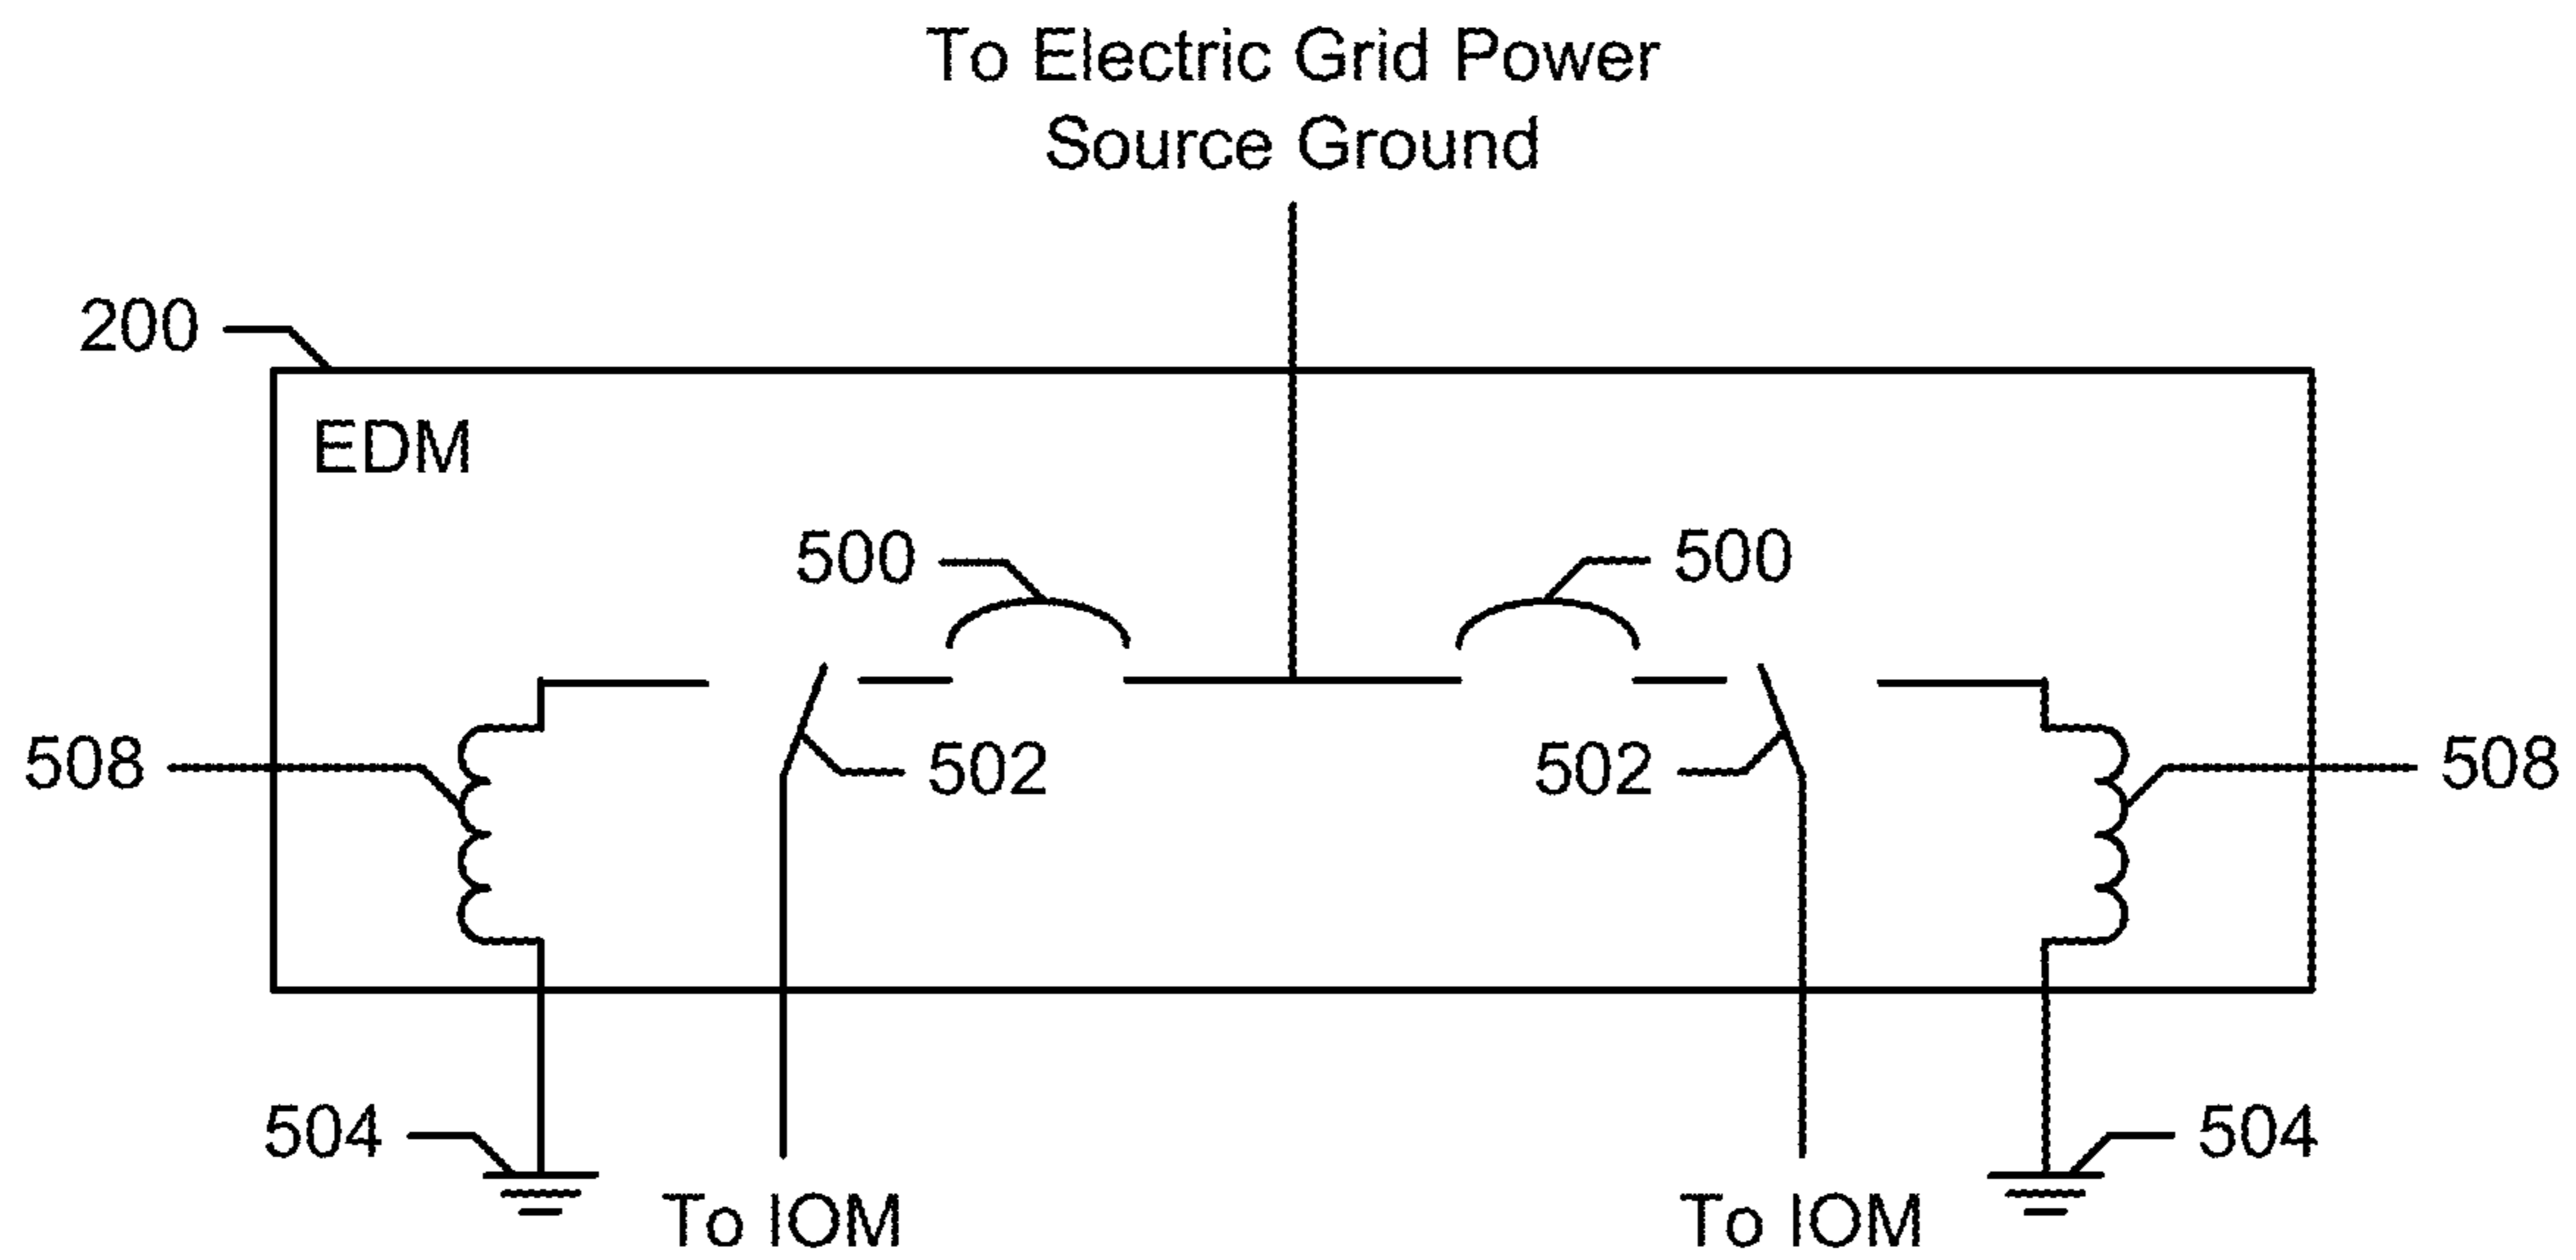 To Electric Grid Power
Source Ground
200
EDM
500
500
508
502
502
508
504
504
To IOM
To IOM